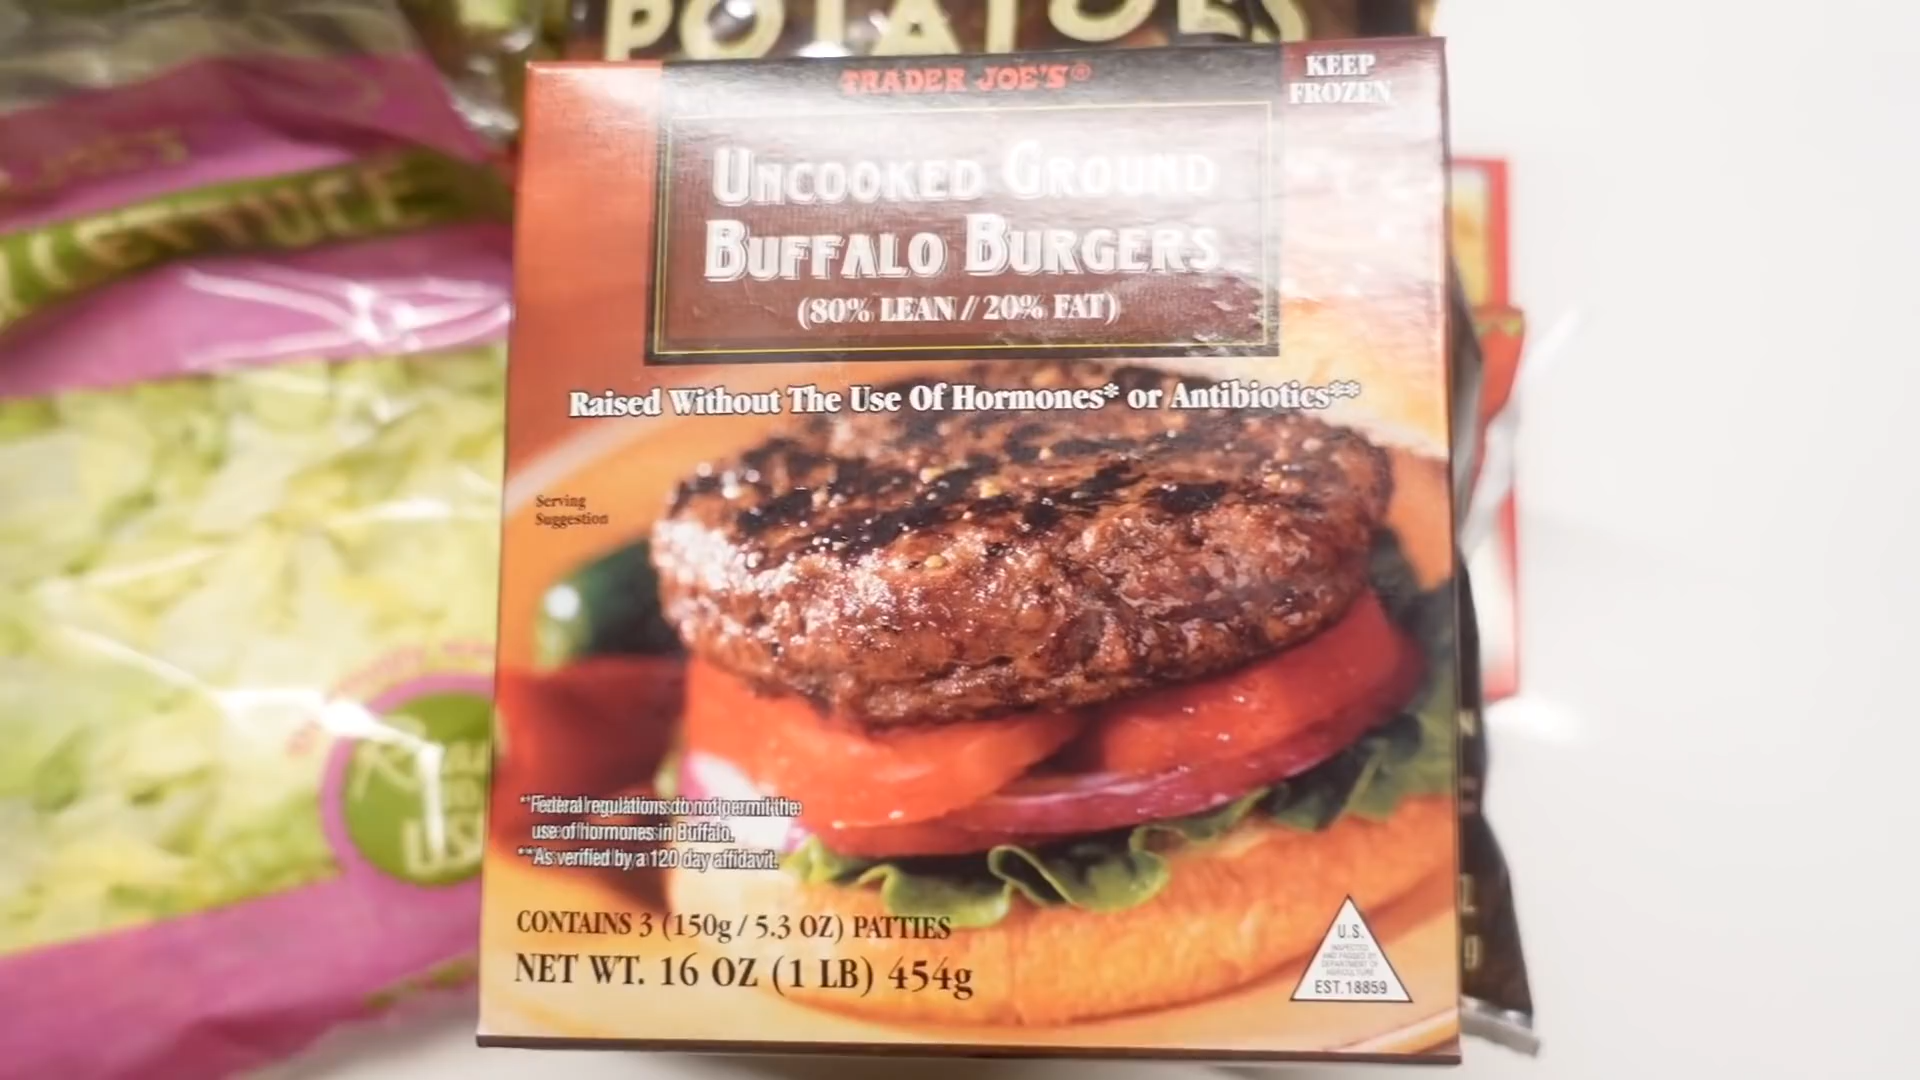 POTATOES
TRADER JOE'S®
KEEP
FROZEN
UNCOOKED GROUND
BUFFALO BURGERS
(80% LEAN / 20% FAT)
LETTUCE
Raised Without The Use Of Hormones* or Antibiotics**
Serving
Suggestion
*Federal regulations do not permit the
use of hormones in Buffalo.
**As verified by a 120 day affidavit.
CONTAINS 3 (150g / 5.3 OZ) PATTIES
NET WT. 16 OZ (1 LB) 454g
U.S.
INSPECTED
AND PASSED BY
DEPARTMENT OF
AGRICULTURE
EST.18859